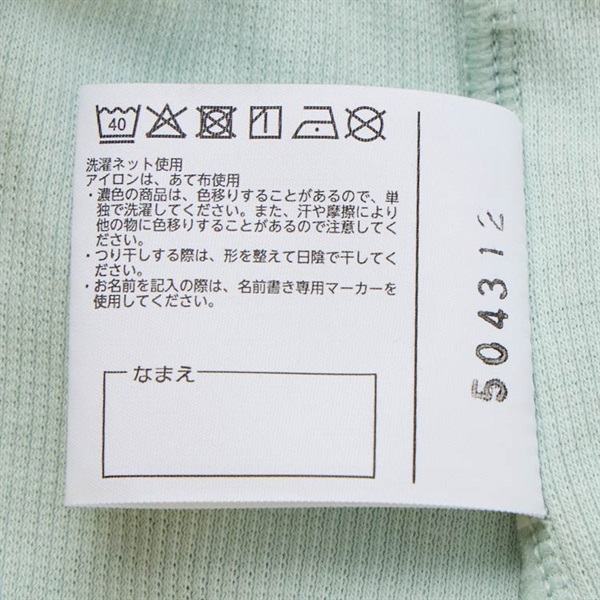 40
洗濯ネット使用
アイロンは、あて布使用
・濃色の商品は、色移りすることがあるので、単
独で洗濯してください。また、汗や摩擦により
他の物に色移りすることがあるので注意してく
ださい。
・つり干しする際は、形を整えて日陰で干してく
ださい。
・お名前を記入の際は、名前書き専用マーカーを
使用してください。
なまえ
504312